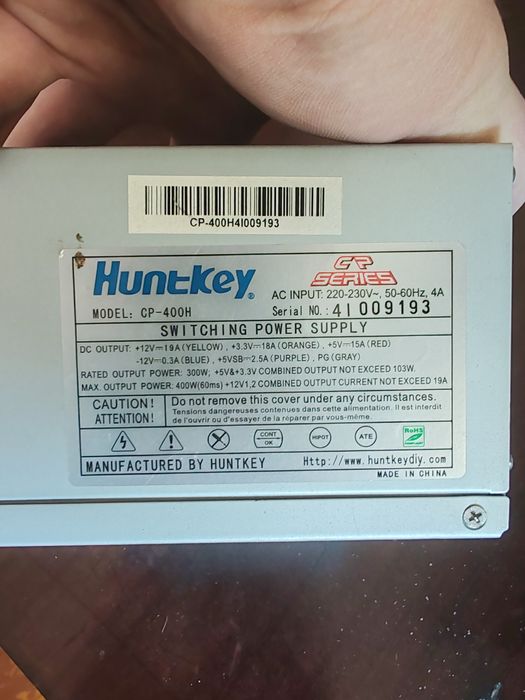 CP-400H4I009193
Huntkey®
CP SERIES
AC INPUT: 220-230V~, 50-60Hz, 4A
MODEL: CP-400H
Serial NO.: 4I 009193
SWITCHING POWER SUPPLY
DC OUTPUT: +12V⎓19A(YELLOW), +3.3V⎓18A(ORANGE), +5V⎓15A(RED)
-12V⎓0.3A(BLUE), +5VSB⎓2.5A(PURPLE), PG(GRAY)
RATED OUTPUT POWER: 300W; +5V&+3.3V COMBINED OUTPUT NOT EXCEED 103W.
MAX. OUTPUT POWER: 400W(60ms) +12V1,2 COMBINED OUTPUT CURRENT NOT EXCEED 19A
CAUTION!
ATTENTION!
Do not remove this cover under any circumstances.
Tensions dangereuses contenues dans cette alimentation. Il est interdit
de l'ouvrir ou d'essayer de la réparer par vous-même.
CONT OK
HIPOT
ATE
RoHS
MANUFACTURED BY HUNTKEY
Http://www.huntkeydiy.com
MADE IN CHINA